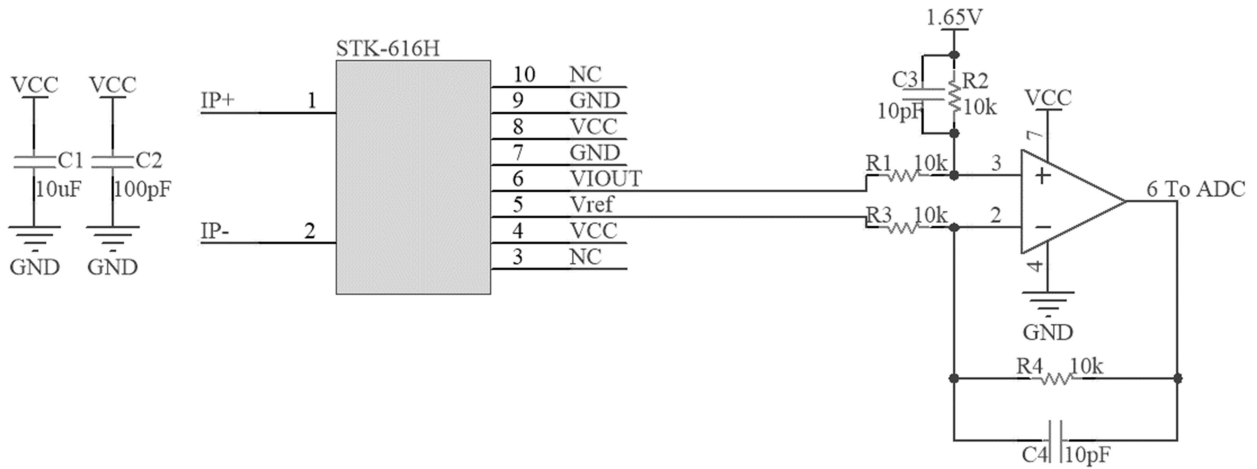 1.65V
STK-616H
VCC
VCC
C1
10uF
C2
100pF
GND
GND
IP+
1
IP-
2
10
NC
9
GND
8
VCC
7
GND
6
VIOUT
5
Vref
4
VCC
3
NC
C3
10pF
R2
10k
R1
10k
R3
10k
VCC
7
3
+
2
−
4
GND
6 To ADC
R4
10k
C4
10pF